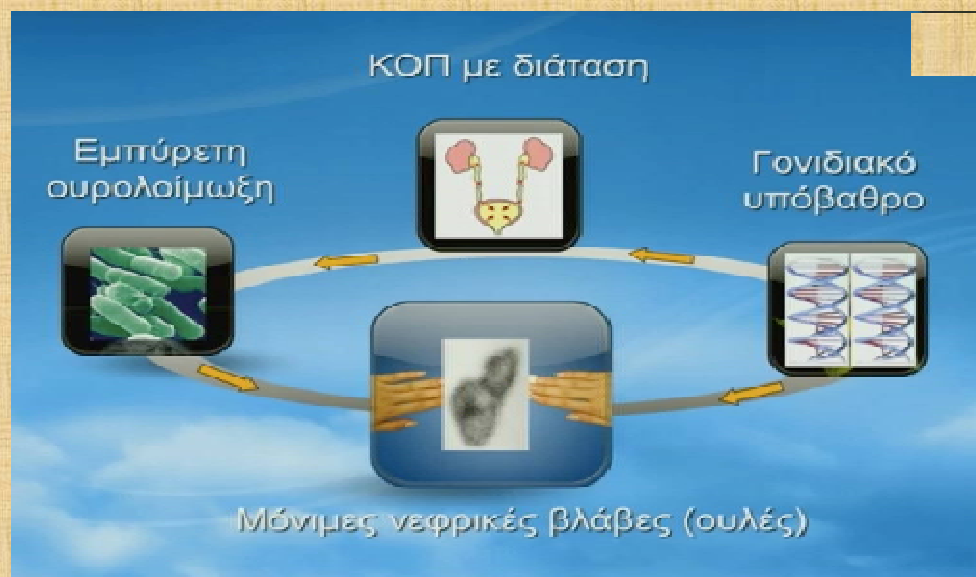 ΚΟΠ με διάταση
Εμπύρετη
ουρολοίμωξη
Γονιδιακό
υπόβαθρο
Μόνιμες νεφρικές βλάβες (ουλές)